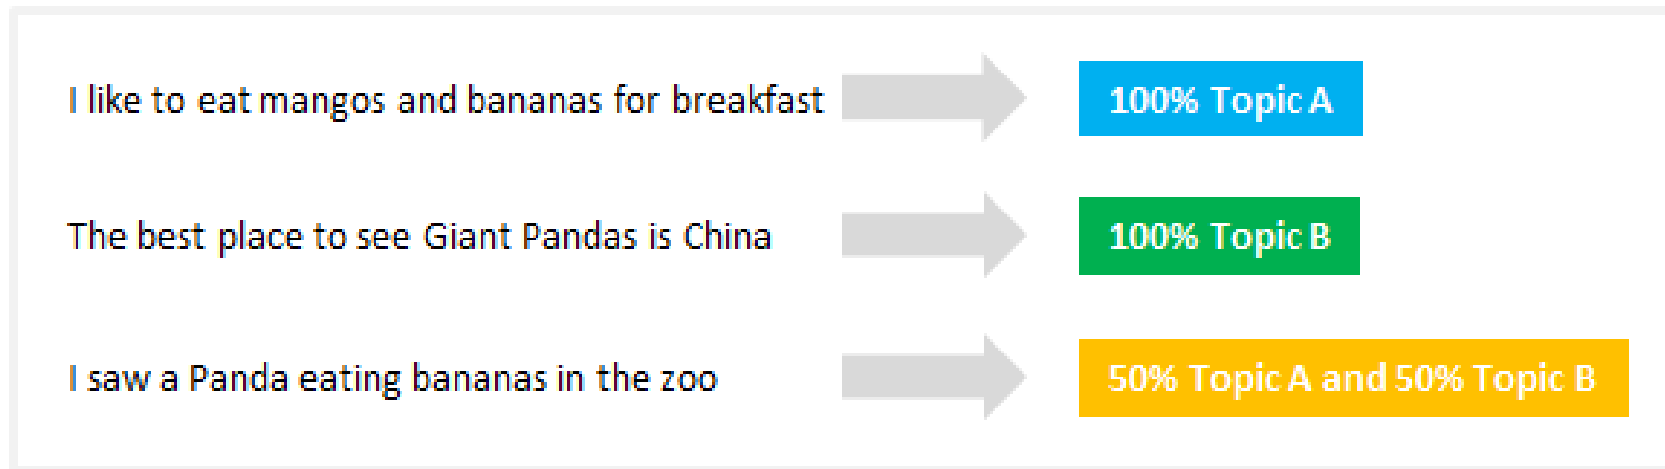 I like to eat mangos and bananas for breakfast
100% Topic A
The best place to see Giant Pandas is China
100% Topic B
I saw a Panda eating bananas in the zoo
50% Topic A and 50% Topic B